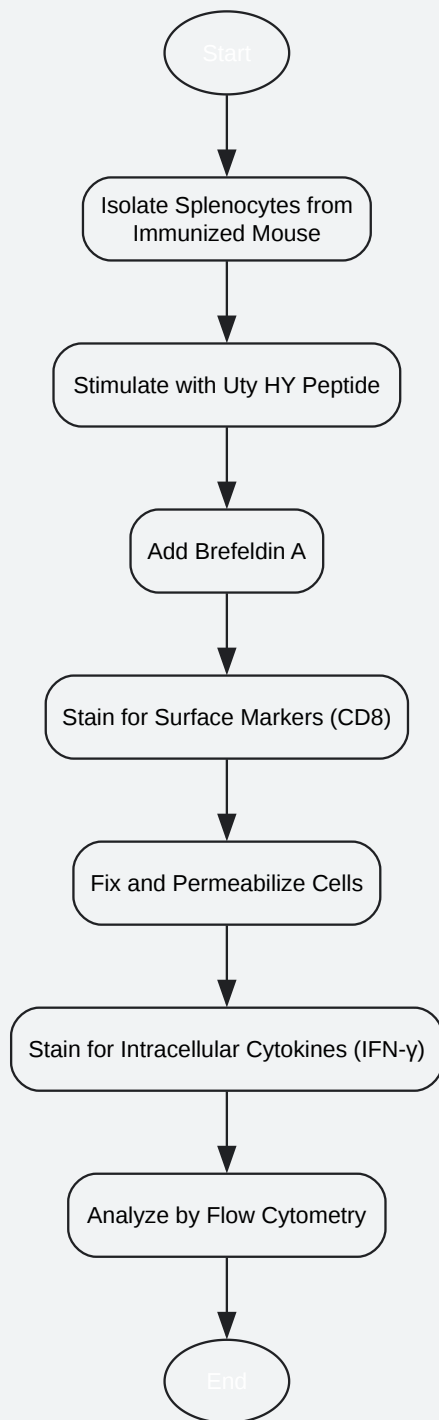 Start
Isolate Splenocytes from
Immunized Mouse
Stimulate with Uty HY Peptide
Add Brefeldin A
Stain for Surface Markers (CD8)
Fix and Permeabilize Cells
Stain for Intracellular Cytokines (IFN-γ)
Analyze by Flow Cytometry
End